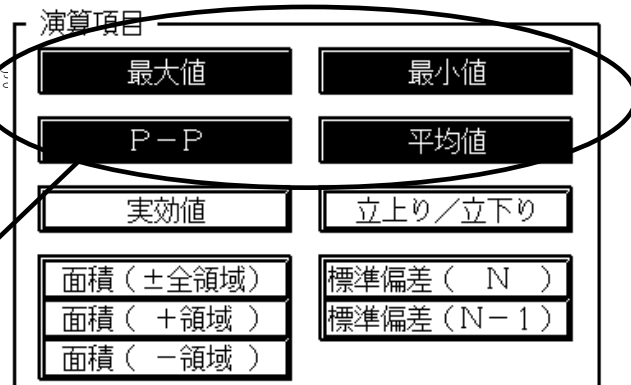 演算項目
最大値 最小値
P-P 平均値
実効値 立上り／立下り
面積（±全領域） 標準偏差（ N ）
面積（ +領域 ） 標準偏差（N-1）
面積（ -領域 ）